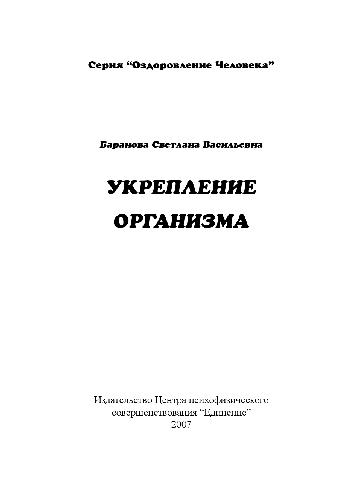 Серия “Оздоровление Человека”
Баранова Светлана Васильевна
УКРЕПЛЕНИЕ
ОРГАНИЗМА
Издательство Центра психофизического
совершенствования “Единение”
2007